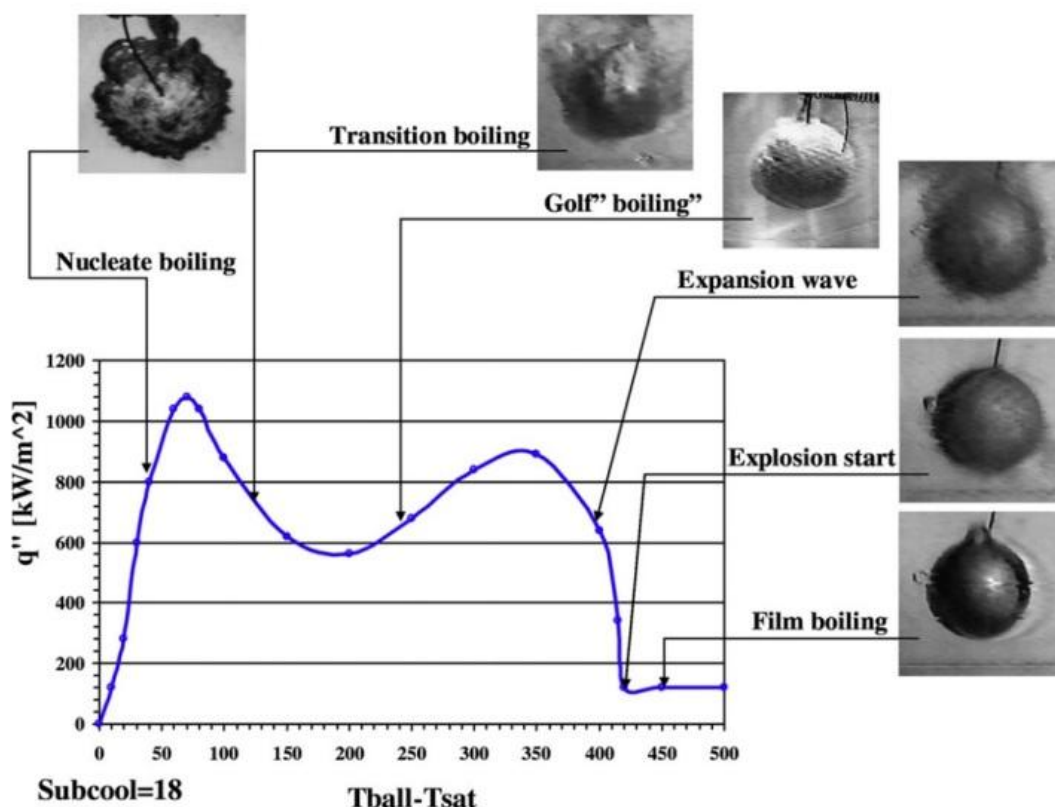 Transition boiling
Golf” boiling”
Nucleate boiling
Expansion wave
Explosion start
Film boiling
q'' [kW/m^2]
1200
1000
800
600
400
200
0
0 50 100 150 200 250 300 350 400 450 500
Subcool=18
Tball-Tsat